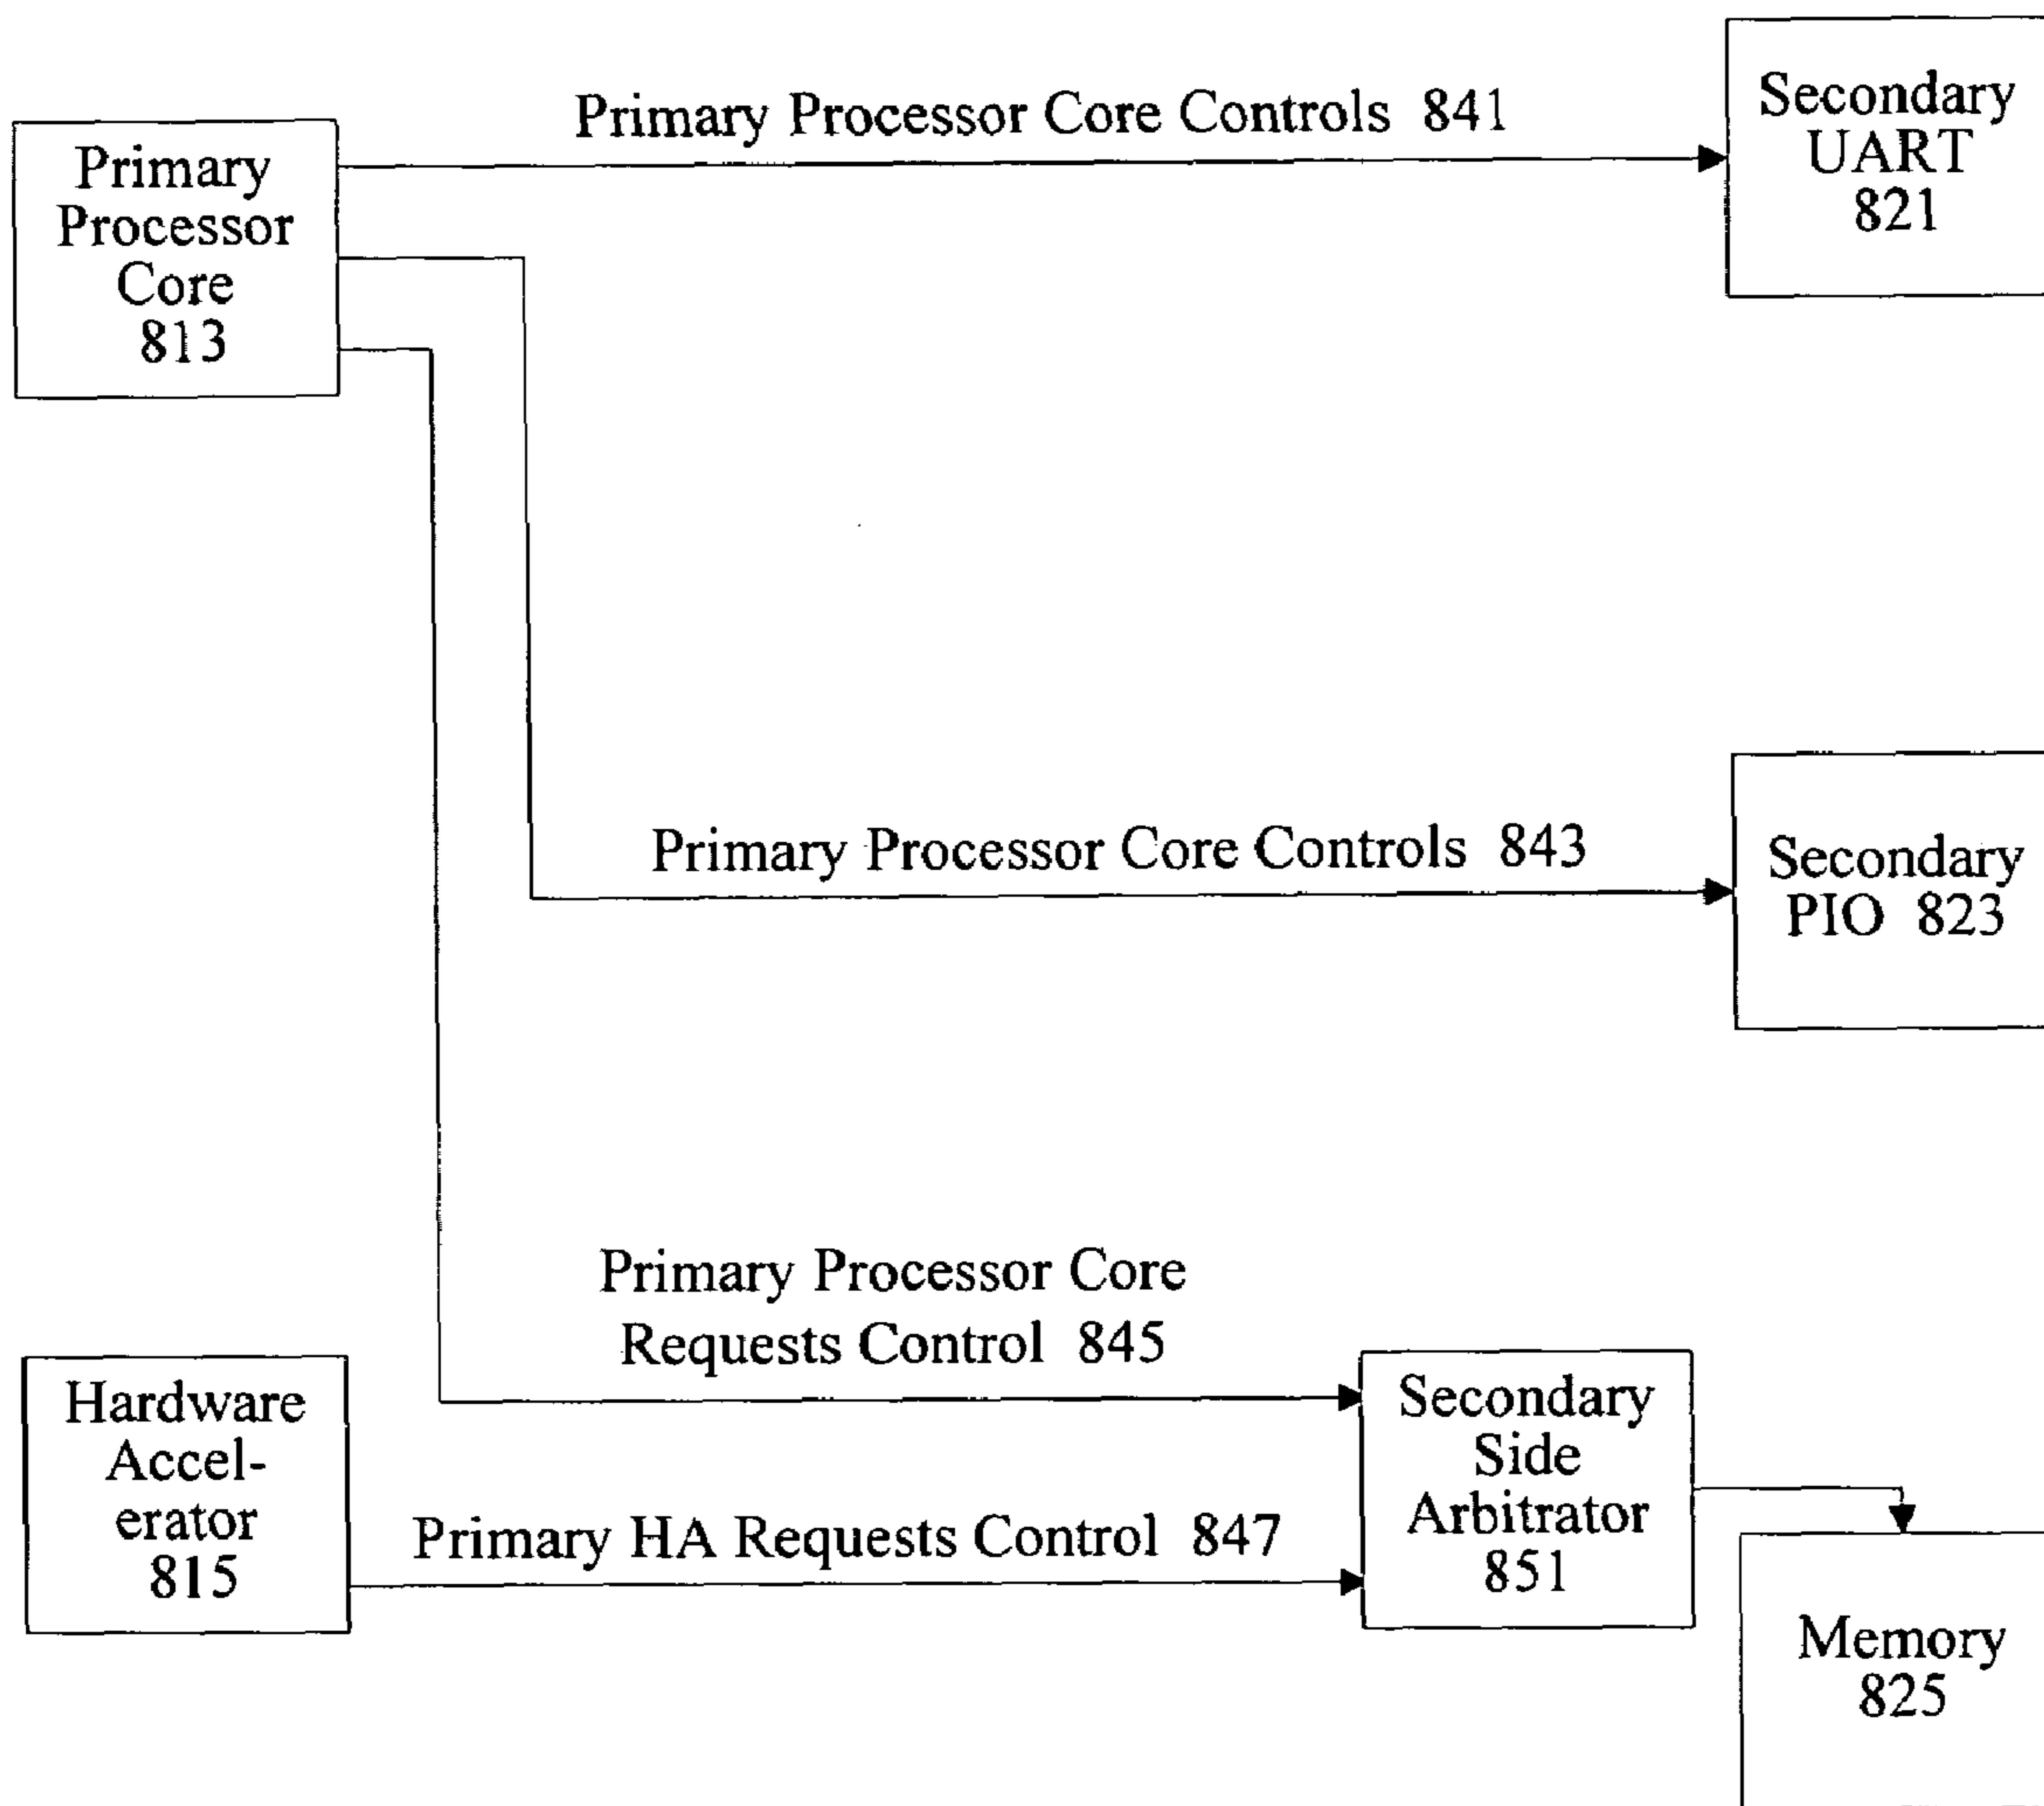 Primary Processor Core Controls 841
Secondary
UART
821
Primary
Processor
Core
813
Primary Processor Core Controls 843
Secondary
PIO 823
Primary Processor Core
Requests Control 845
Hardware
Accel-
erator
815
Primary HA Requests Control 847
Secondary
Side
Arbitrator
851
Memory
825